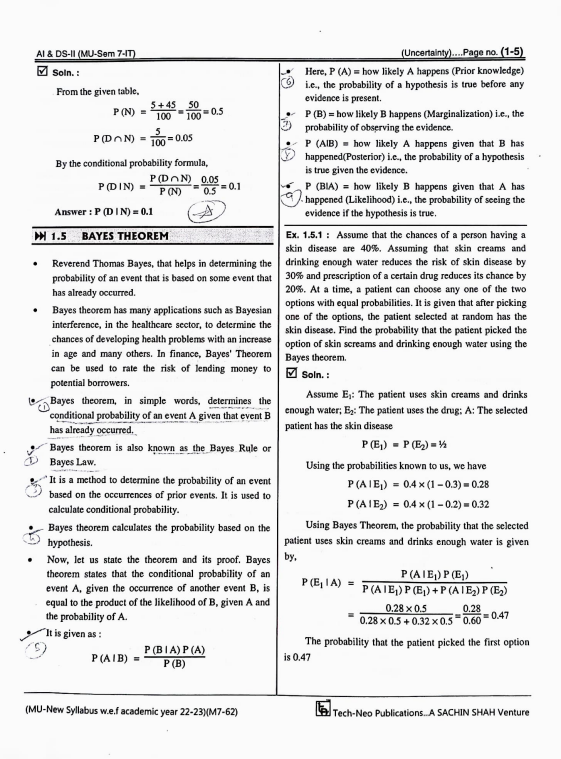 AI & DS-II (MU-Sem 7-IT)
(Uncertainty)....Page no. (1-5)
☑ Soln. :
From the given table,
P (N) = 5 + 45 / 100 = 50 / 100 = 0.5
P (D ∩ N) = 5 / 100 = 0.05
By the conditional probability formula,
P (D I N) = P (D ∩ N) / P (N) = 0.05 / 0.5 = 0.1
Answer : P (D I N) = 0.1
1.5 BAYES THEOREM
• Reverend Thomas Bayes, that helps in determining the
probability of an event that is based on some event that
has already occurred.
• Bayes theorem has many applications such as Bayesian
interference, in the healthcare sector, to determine the
chances of developing health problems with an increase
in age and many others. In finance, Bayes' Theorem
can be used to rate the risk of lending money to
potential borrowers.
• Bayes theorem, in simple words, determines the
(1)
conditional probability of an event A given that event B
has already occurred.
• Bayes theorem is also known as the Bayes Rule or
Bayes Law.
• It is a method to determine the probability of an event
based on the occurrences of prior events. It is used to
calculate conditional probability.
• Bayes theorem calculates the probability based on the
hypothesis.
• Now, let us state the theorem and its proof. Bayes
theorem states that the conditional probability of an
event A, given the occurrence of another event B, is
equal to the product of the likelihood of B, given A and
the probability of A.
• It is given as :
(5)
P (A I B) = P (B I A) P (A) / P (B)
• Here, P (A) = how likely A happens (Prior knowledge)
(6) i.e., the probability of a hypothesis is true before any
evidence is present.
• P (B) = how likely B happens (Marginalization) i.e., the
probability of observing the evidence.
• P (AIB) = how likely A happens given that B has
happened(Posterior) i.e., the probability of a hypothesis
is true given the evidence.
• P (BIA) = how likely B happens given that A has
(9) happened (Likelihood) i.e., the probability of seeing the
evidence if the hypothesis is true.
Ex. 1.5.1 : Assume that the chances of a person having a
skin disease are 40%. Assuming that skin creams and
drinking enough water reduces the risk of skin disease by
30% and prescription of a certain drug reduces its chance by
20%. At a time, a patient can choose any one of the two
options with equal probabilities. It is given that after picking
one of the options, the patient selected at random has the
skin disease. Find the probability that the patient picked the
option of skin screams and drinking enough water using the
Bayes theorem.
☑ Soln. :
Assume E1: The patient uses skin creams and drinks
enough water; E2: The patient uses the drug; A: The selected
patient has the skin disease
P (E1) = P (E2) = ½
Using the probabilities known to us, we have
P (A I E1) = 0.4 × (1 – 0.3) = 0.28
P (A I E2) = 0.4 × (1 – 0.2) = 0.32
Using Bayes Theorem, the probability that the selected
patient uses skin creams and drinks enough water is given
by,
P (E1 I A) = P (A I E1) P (E1) / P (A I E1) P (E1) + P (A I E2) P (E2)
= 0.28 × 0.5 / 0.28 × 0.5 + 0.32 × 0.5 = 0.28 / 0.60 = 0.47
The probability that the patient picked the first option
is 0.47
(MU-New Syllabus w.e.f academic year 22-23)(M7-62)
Tech-Neo Publications...A SACHIN SHAH Venture